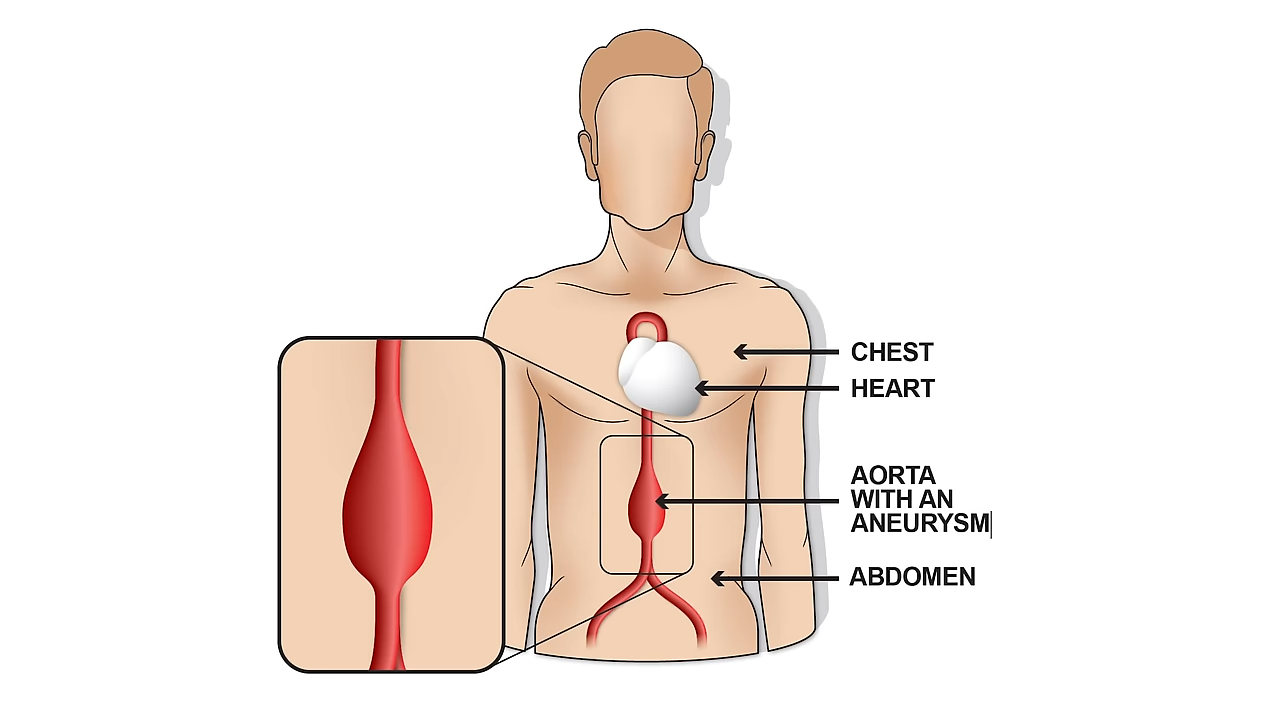 CHEST
HEART
AORTA
WITH AN
ANEURYSM
ABDOMEN